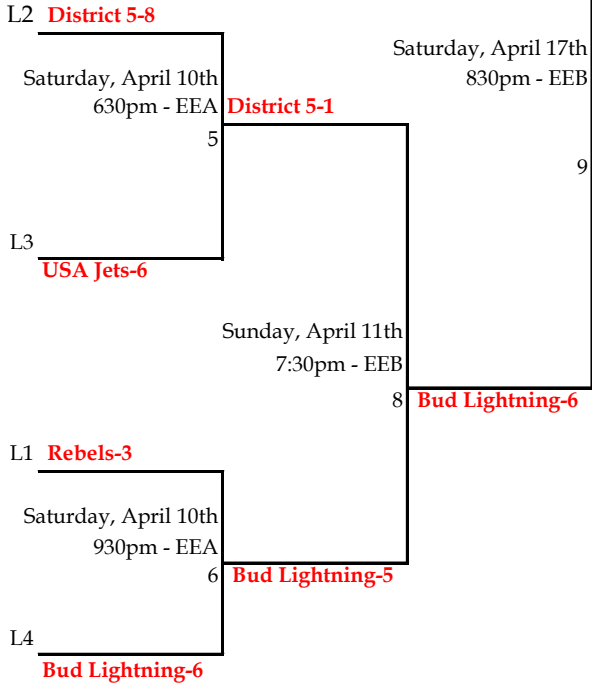 L2 District 5-8
Saturday, April 17th
830pm - EEB
Saturday, April 10th
630pm - EEA
District 5-1
5
9
L3
USA Jets-6
Sunday, April 11th
7:30pm - EEB
8
Bud Lightning-6
L1 Rebels-3
Saturday, April 10th
930pm - EEA
6
Bud Lightning-5
L4
Bud Lightning-6